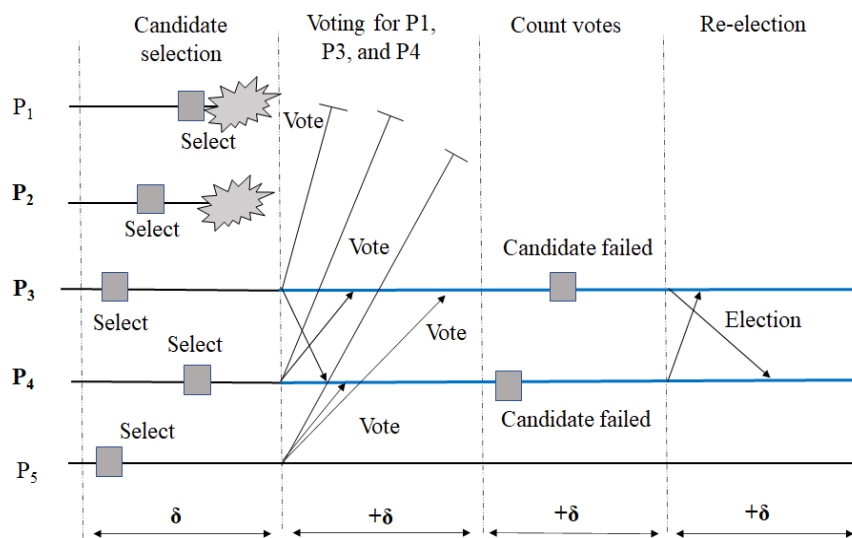 Candidate
selection
Voting for P1,
P3, and P4
Count votes
Re-election
P1
Vote
Select
P2
Select
Vote
Candidate failed
P3
Select
Vote
Election
Select
P4
Candidate failed
Select
Vote
P5
δ
+δ
+δ
+δ